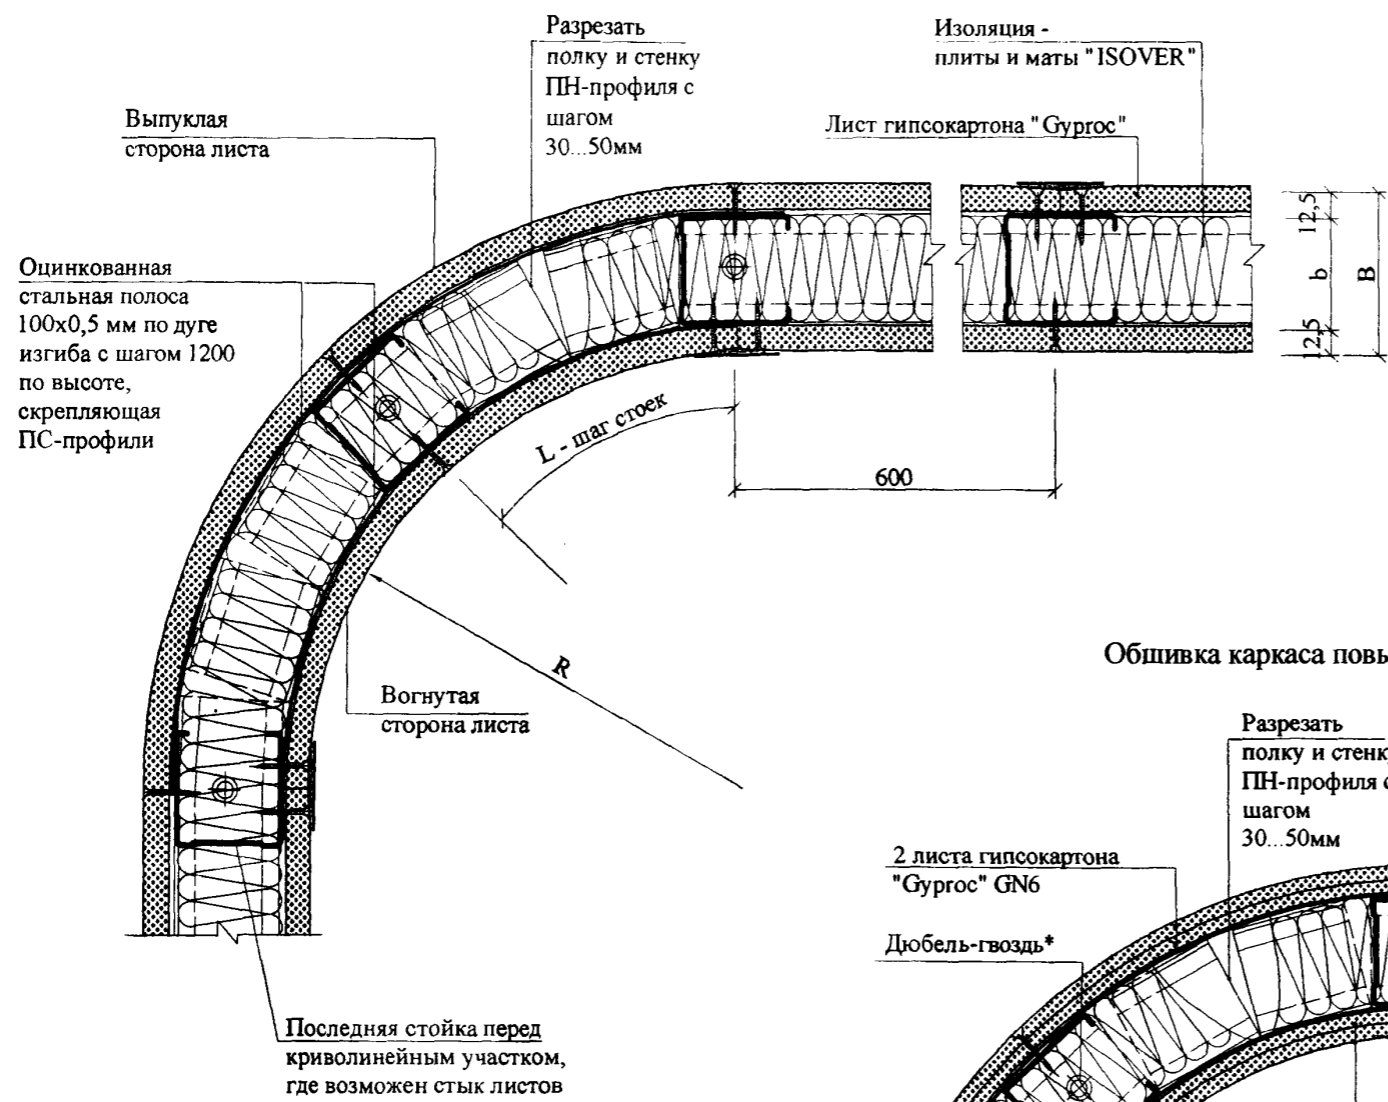 Разрезать
полку и стенку
ПН-профиля с
шагом
30...50мм
Изоляция -
плиты и маты "ISOVER"
Выпуклая
сторона листа
Лист гипсокартона "Gyproc"
Оцинкованная
стальная полоса
100х0,5 мм по дуге
изгиба с шагом 1200
по высоте,
скрепляющая
ПС-профили
12,5
b
B
12,5
L - шаг стоек
600
R
Вогнутая
сторона листа
Обшивка каркаса повы
Разрезать
полку и стенк
ПН-профиля с
шагом
30...50мм
2 листа гипсокартона
"Gyproc" GN6
Дюбель-гвоздь*
Последняя стойка перед
криволинейным участком,
где возможен стык листов